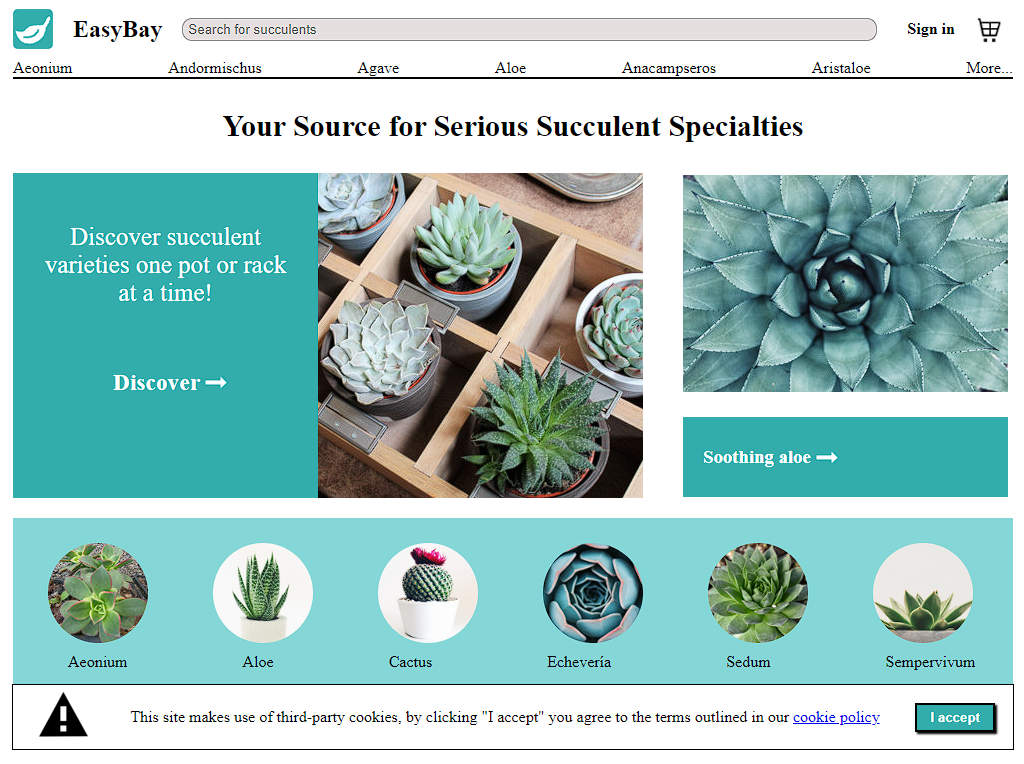 EasyBay
Search for succulents
Sign in
Aeonium Andormischus Agave Aloe Anacampseros Aristaloe More...
Your Source for Serious Succulent Specialties
Discover succulent
varieties one pot or rack
at a time!
Discover ➞
Soothing aloe ➞
Aeonium Aloe Cactus Echevería Sedum Sempervivum
This site makes use of third-party cookies, by clicking "I accept" you agree to the terms outlined in our cookie policy
I accept